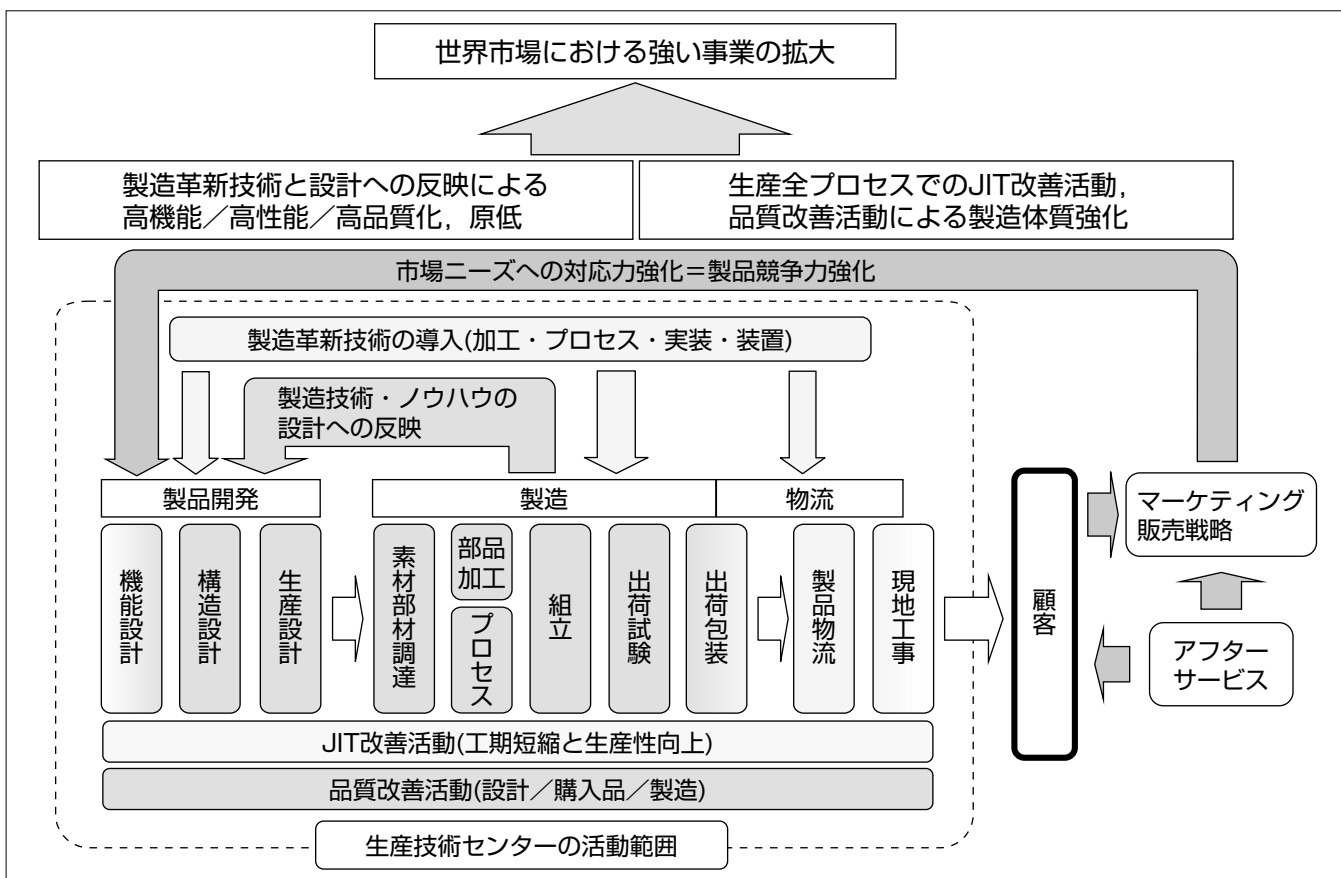 世界市場における強い事業の拡大
製造革新技術と設計への反映による
高機能／高性能／高品質化，原低
生産全プロセスでのJIT改善活動，
品質改善活動による製造体質強化
市場ニーズへの対応力強化＝製品競争力強化
製造革新技術の導入(加工・プロセス・実装・装置)
製造技術・ノウハウの
設計への反映
製品開発
製造
物流
機能設計
構造設計
生産設計
素材部材調達
部品
加工
プロセス
組立
出荷試験
出荷包装
製品物流
現地工事
顧客
マーケティング
販売戦略
アフター
サービス
JIT改善活動(工期短縮と生産性向上)
品質改善活動(設計／購入品／製造)
生産技術センターの活動範囲